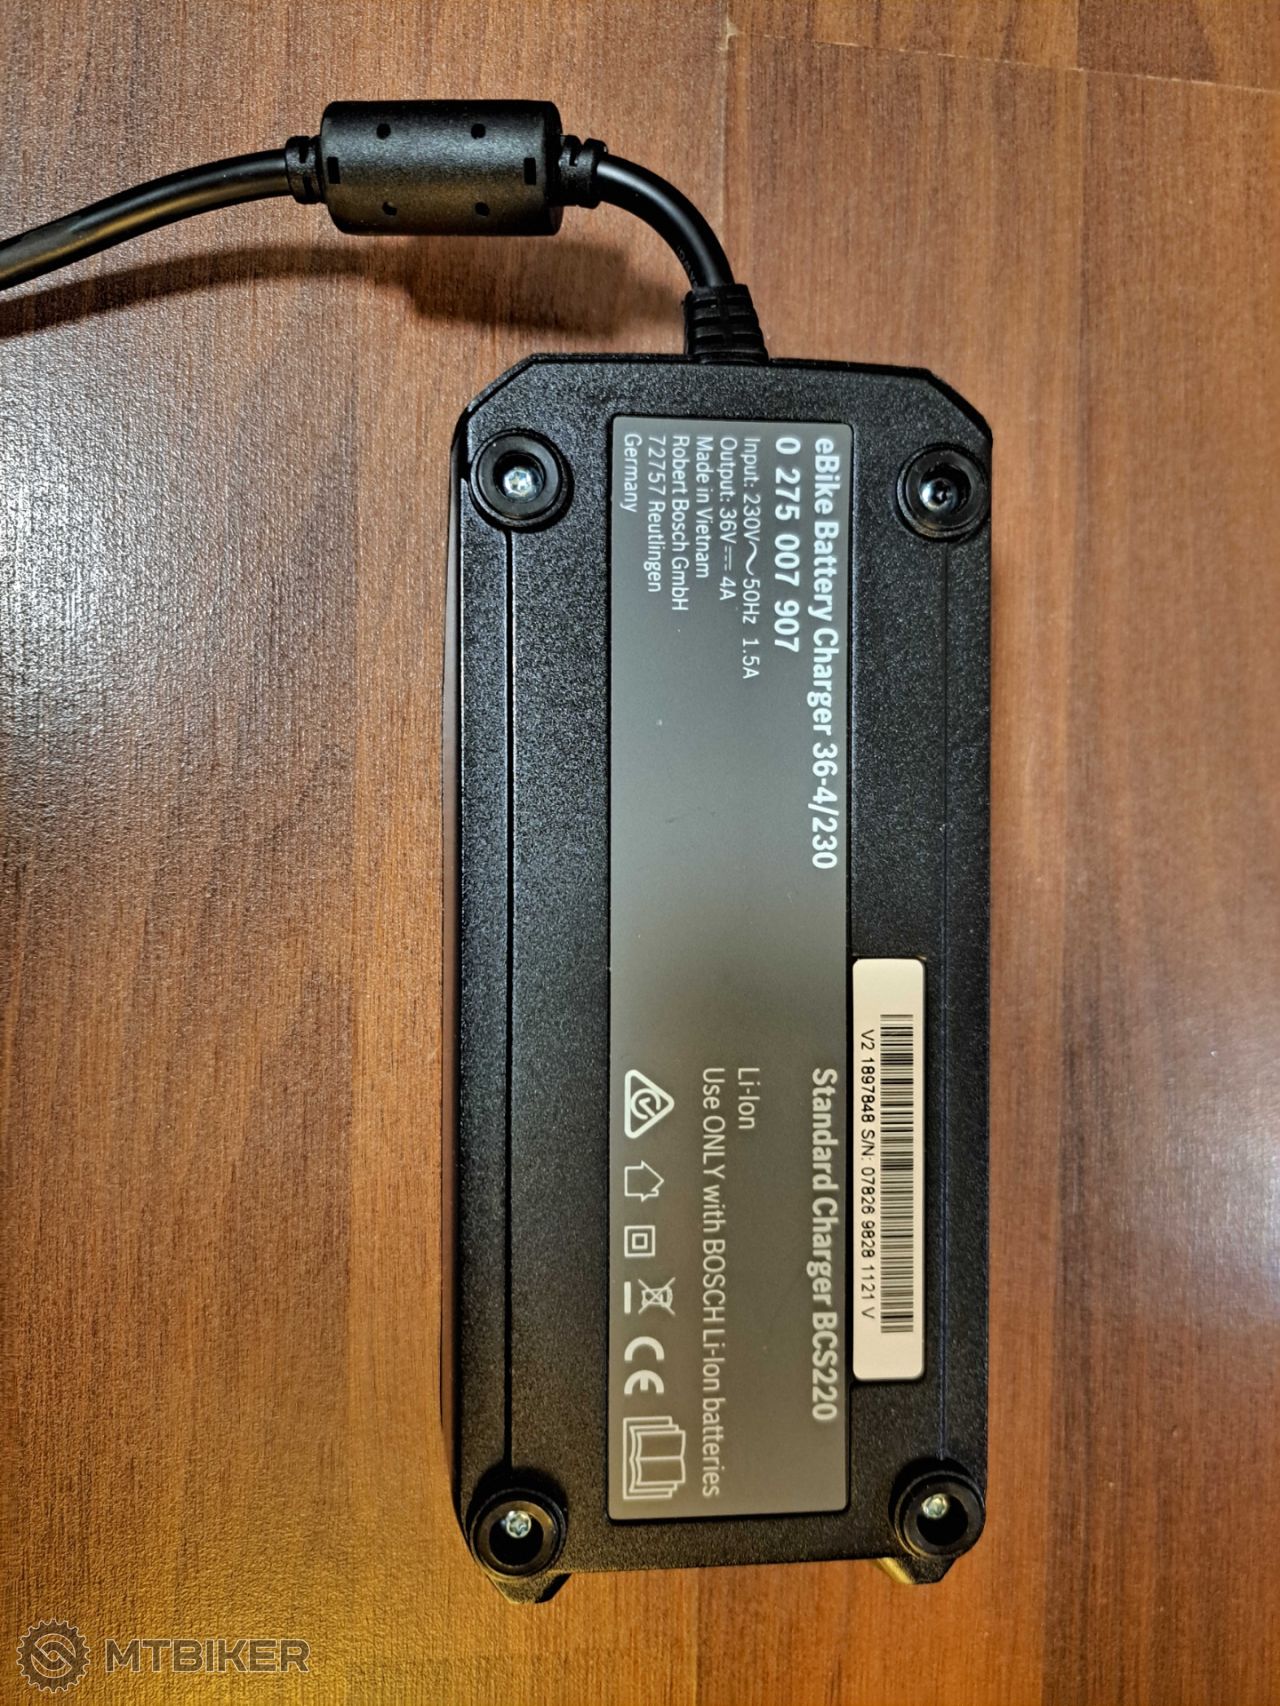 eBike Battery Charger 36-4/230
0 275 007 907
Input: 230V~ 50Hz 1.5A
Output: 36V⎓ 4A
Made in Vietnam
Robert Bosch GmbH
72757 Reutlingen
Germany
Standard Charger BCS220
Li-Ion
Use ONLY with BOSCH Li-Ion batteries
CE
V2 1897848 S/N: 07826 9828 1121 V
MTBIKER